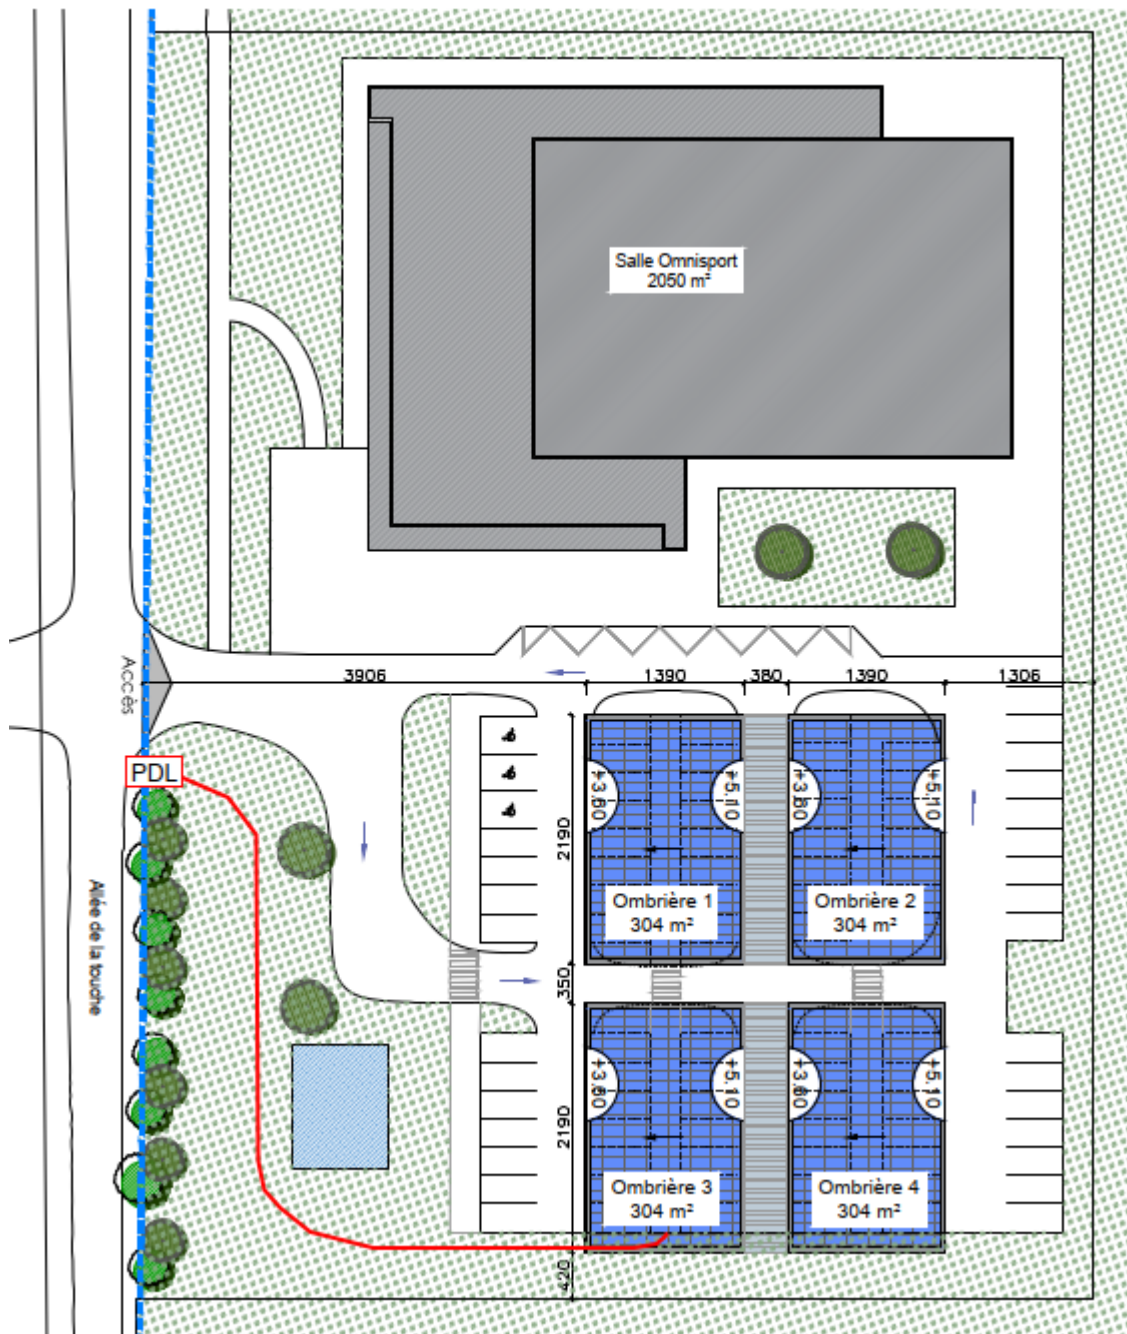 Salle Omnisport
2050 m²
Accès
3906
1390
380
1390
1306
PDL
+3.60
+5.10
+3.60
+5.10
2190
Ombrière 1
304 m²
Ombrière 2
304 m²
Allée de la touche
350
+3.60
+5.10
+3.60
+5.10
2190
Ombrière 3
304 m²
Ombrière 4
304 m²
420